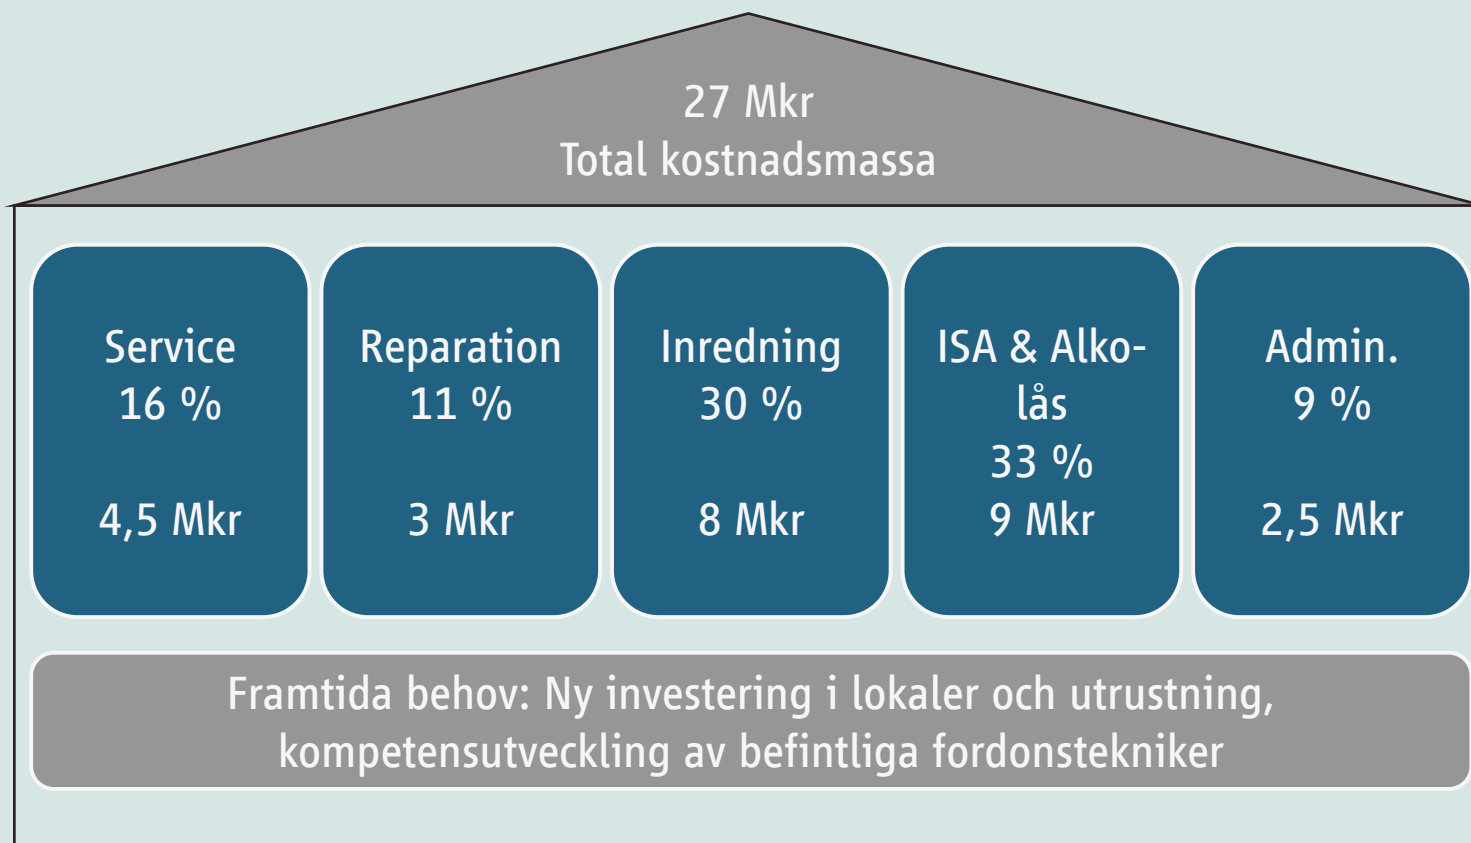 27 Mkr
Total kostnadsmassa
Service
16 %
4,5 Mkr
Reparation
11 %
3 Mkr
Inredning
30 %
8 Mkr
ISA & Alko-
lås
33 %
9 Mkr
Admin.
9 %
2,5 Mkr
Framtida behov: Ny investering i lokaler och utrustning,
kompetensutveckling av befintliga fordonstekniker